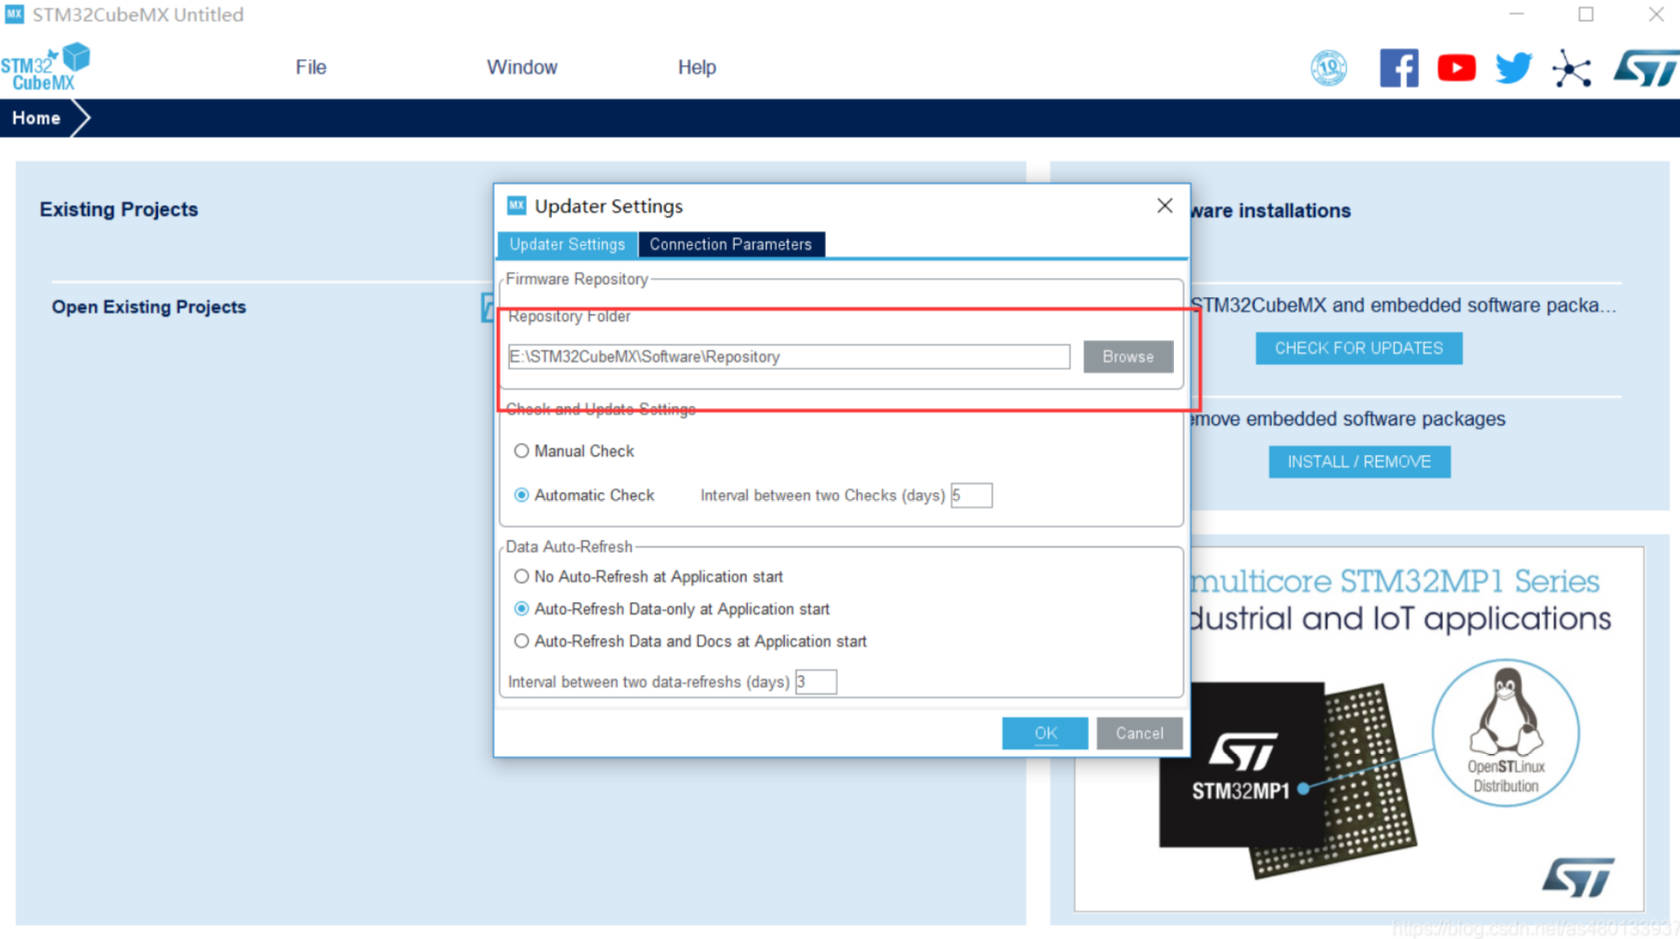 MX STM32CubeMX Untitled
STM32
CubeMX
File Window Help
10
Home
Existing Projects
Open Existing Projects
MX Updater Settings
Updater Settings Connection Parameters
Firmware Repository
Repository Folder
E:\STM32CubeMX\Software\Repository Browse
Check and Update Settings
Manual Check
Automatic Check Interval between two Checks (days) 5
Data Auto-Refresh
No Auto-Refresh at Application start
Auto-Refresh Data-only at Application start
Auto-Refresh Data and Docs at Application start
Interval between two data-refreshs (days) 3
OK Cancel
ware installations
STM32CubeMX and embedded software packa...
CHECK FOR UPDATES
emove embedded software packages
INSTALL / REMOVE
multicore STM32MP1 Series
dustrial and IoT applications
ST
STM32MP1
OpenSTLinux
Distribution
ST